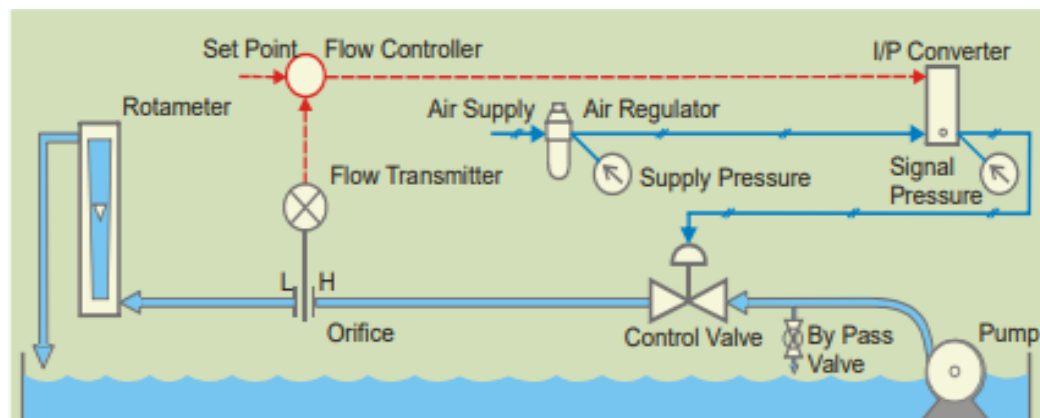 Set Point
Flow Controller
I/P Converter
Rotameter
Air Supply
Air Regulator
Flow Transmitter
Supply Pressure
Signal
Pressure
L
H
Orifice
Control Valve
By Pass
Valve
Pump